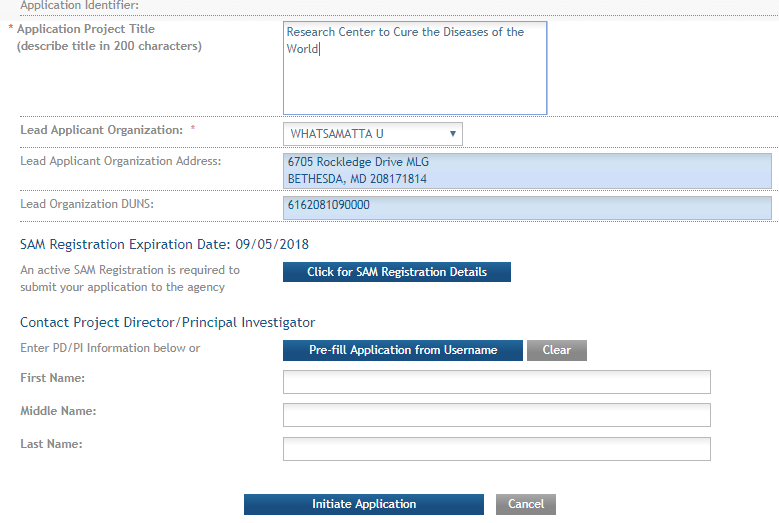 Application Identifier:
* Application Project Title
(describe title in 200 characters)
Research Center to Cure the Diseases of the
World
Lead Applicant Organization: *
WHATSAMATTA U
Lead Applicant Organization Address:
6705 Rockledge Drive MLG
BETHESDA, MD 208171814
Lead Organization DUNS:
6162081090000
SAM Registration Expiration Date: 09/05/2018
An active SAM Registration is required to
submit your application to the agency
Click for SAM Registration Details
Contact Project Director/Principal Investigator
Enter PD/PI Information below or
Pre-fill Application from Username
Clear
First Name:
Middle Name:
Last Name:
Initiate Application
Cancel